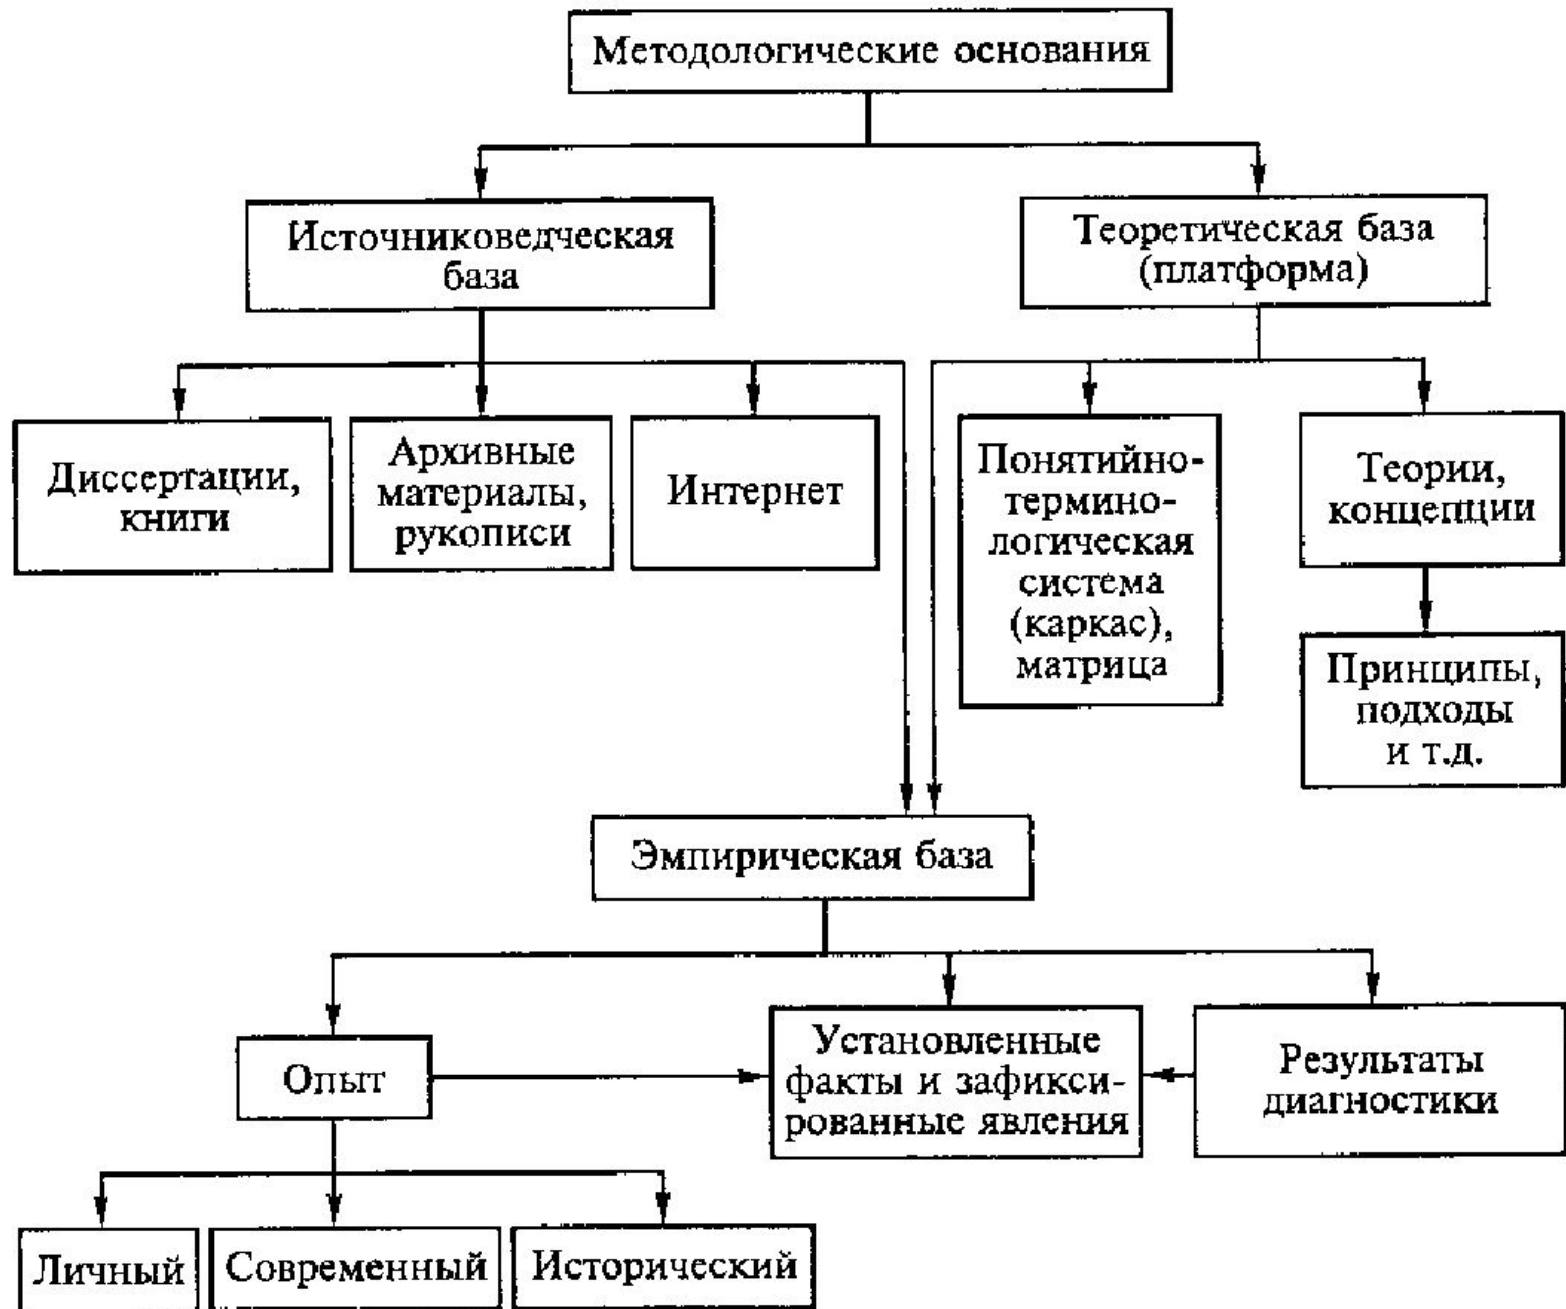 Методологические основания
Источниковедческая
база
Теоретическая база
(платформа)
Диссертации,
книги
Архивные
материалы,
рукописи
Интернет
Понятийно-
термино-
логическая
система
(каркас),
матрица
Теории,
концепции
Принципы,
подходы
и т.д.
Эмпирическая база
Опыт
Установленные
факты и зафикси-
рованные явления
Результаты
диагностики
Личный
Современный
Исторический